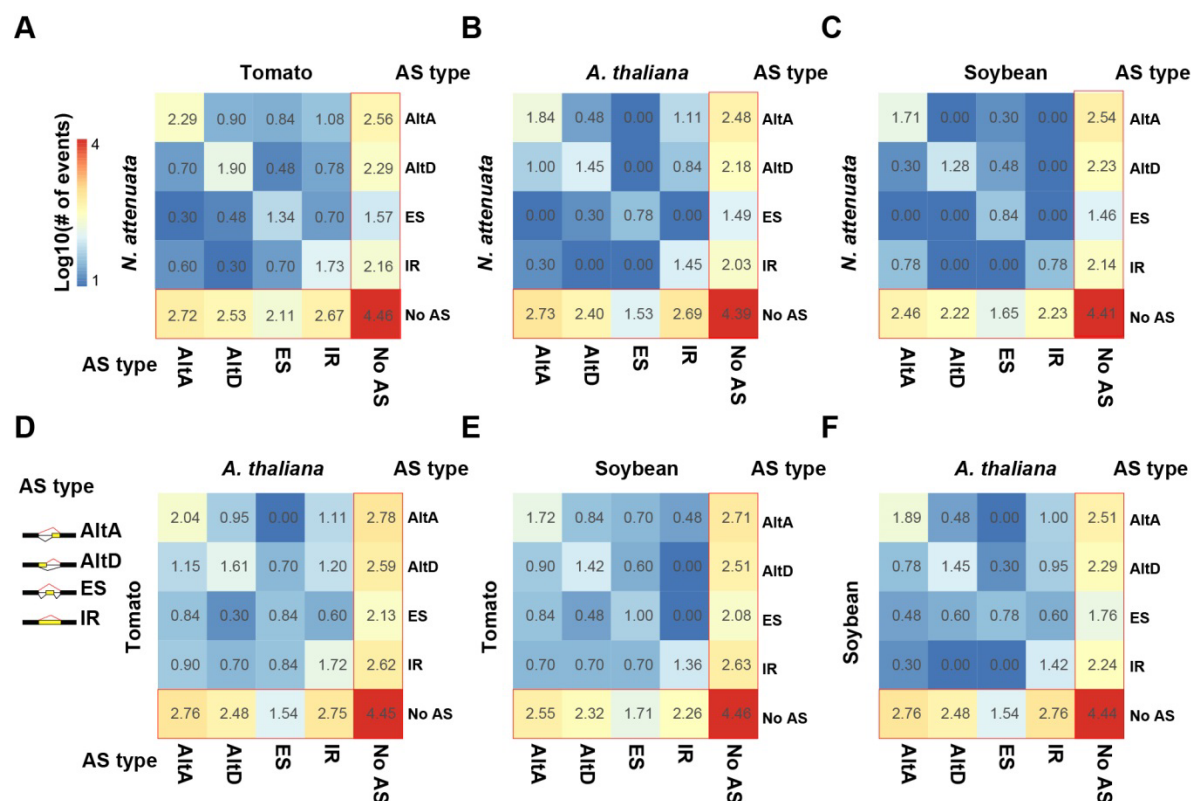 A
B
C
Tomato AS type
A. thaliana AS type
Soybean AS type
Log10(# of events)
4
1
N. attenuata
2.29 0.90 0.84 1.08 2.56 AltA
0.70 1.90 0.48 0.78 2.29 AltD
0.30 0.48 1.34 0.70 1.57 ES
0.60 0.30 0.70 1.73 2.16 IR
2.72 2.53 2.11 2.67 4.46 No AS
AS type AltA AltD ES IR No AS
N. attenuata
1.84 0.48 0.00 1.11 2.48 AltA
1.00 1.45 0.00 0.84 2.18 AltD
0.00 0.30 0.78 0.00 1.49 ES
0.30 0.00 0.00 1.45 2.03 IR
2.73 2.40 1.53 2.69 4.39 No AS
AltA AltD ES IR No AS
N. attenuata
1.71 0.00 0.30 0.00 2.54 AltA
0.30 1.28 0.48 0.00 2.23 AltD
0.00 0.00 0.84 0.00 1.46 ES
0.78 0.00 0.00 0.78 2.14 IR
2.46 2.22 1.65 2.23 4.41 No AS
AltA AltD ES IR No AS
D
E
F
A. thaliana AS type
Soybean AS type
A. thaliana AS type
AS type
AltA
AltD
ES
IR
Tomato
2.04 0.95 0.00 1.11 2.78 AltA
1.15 1.61 0.70 1.20 2.59 AltD
0.84 0.30 0.84 0.60 2.13 ES
0.90 0.70 0.84 1.72 2.62 IR
2.76 2.48 1.54 2.75 4.45 No AS
AS type AltA AltD ES IR No AS
Tomato
1.72 0.84 0.70 0.48 2.71 AltA
0.90 1.42 0.60 0.00 2.51 AltD
0.84 0.48 1.00 0.00 2.08 ES
0.70 0.70 0.70 1.36 2.63 IR
2.55 2.32 1.71 2.26 4.46 No AS
AltA AltD ES IR No AS
Soybean
1.89 0.48 0.00 1.00 2.51 AltA
0.78 1.45 0.30 0.95 2.29 AltD
0.48 0.60 0.78 0.60 1.76 ES
0.30 0.00 0.00 1.42 2.24 IR
2.76 2.48 1.54 2.76 4.44 No AS
AltA AltD ES IR No AS